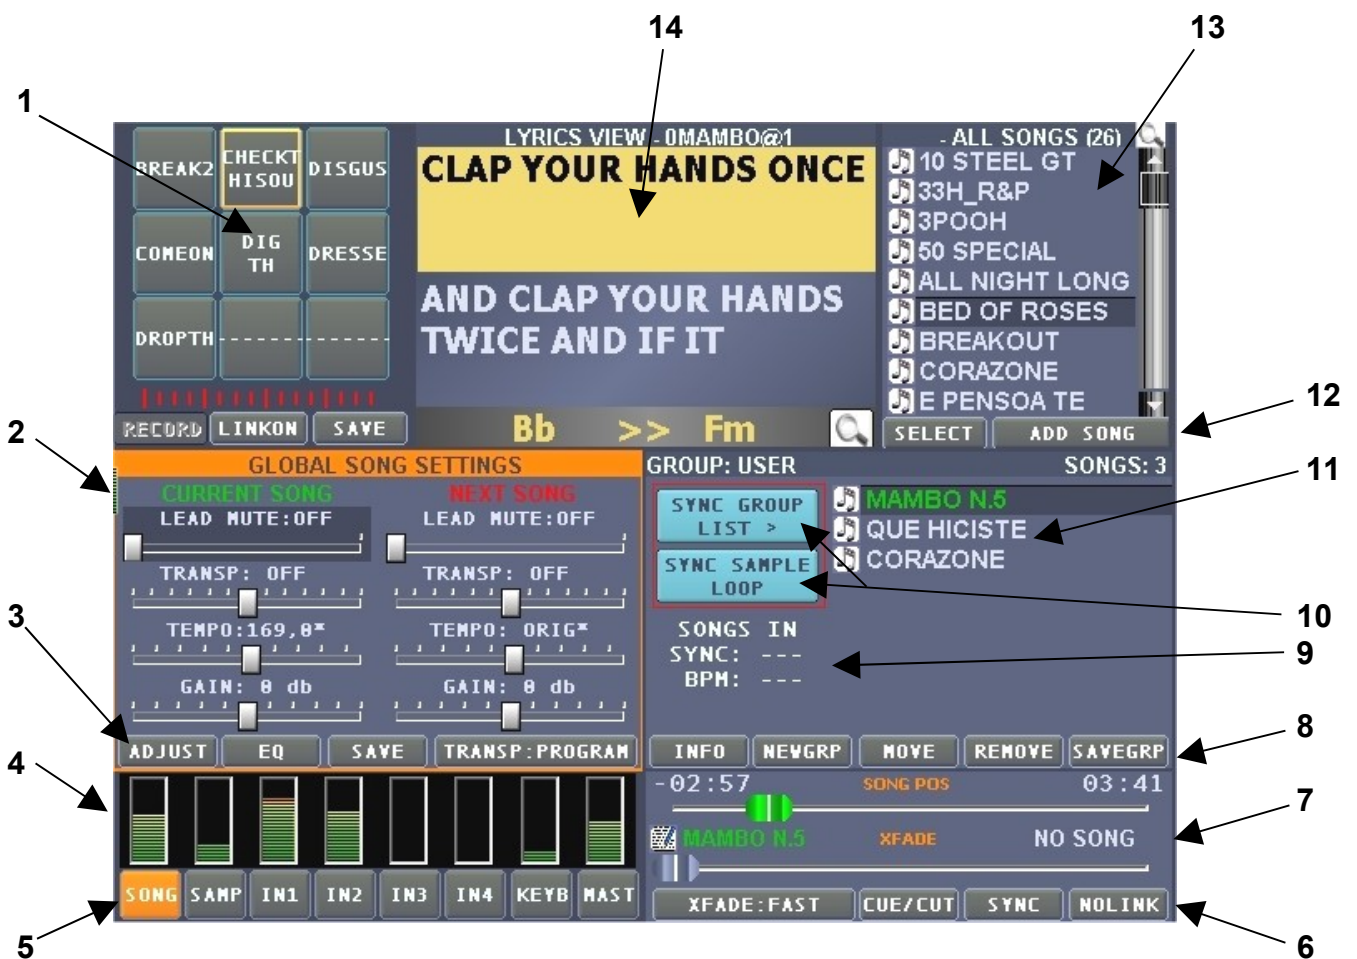 14
13
1
BREAK2
CHECKT
HISOU
DISGUS
COMEON
DIG
TH
DRESSE
DROPTH
---------
---------
RECORD
LINKON
SAVE
LYRICS VIEW - 0MAMBO@1
CLAP YOUR HANDS ONCE
AND CLAP YOUR HANDS
TWICE AND IF IT
Bb >> Fm
- ALL SONGS (26)
10 STEEL GT
33H_R&P
3POOH
50 SPECIAL
ALL NIGHT LONG
BED OF ROSES
BREAKOUT
CORAZONE
E PENSOA TE
SELECT
ADD SONG
12
2
GLOBAL SONG SETTINGS
CURRENT SONG
NEXT SONG
LEAD MUTE:OFF
LEAD MUTE:OFF
TRANSP: OFF
TRANSP: OFF
TEMPO:169,0*
TEMPO: ORIG*
GAIN: 0 db
GAIN: 0 db
3
ADJUST
EQ
SAVE
TRANSP:PROGRAM
GROUP: USER
SONGS: 3
11
SYNC GROUP
LIST >
SYNC SAMPLE
LOOP
MAMBO N.5
QUE HICISTE
CORAZONE
10
SONGS IN
SYNC: ---
BPM: ---
9
INFO
NEWGRP
MOVE
REMOVE
SAVEGRP
8
4
-02:57
SONG POS
03:41
7
MAMBO N.5
XFADE
NO SONG
SONG
SAMP
IN1
IN2
IN3
IN4
KEYB
MAST
XFADE:FAST
CUE/CUT
SYNC
NOLINK
5
6